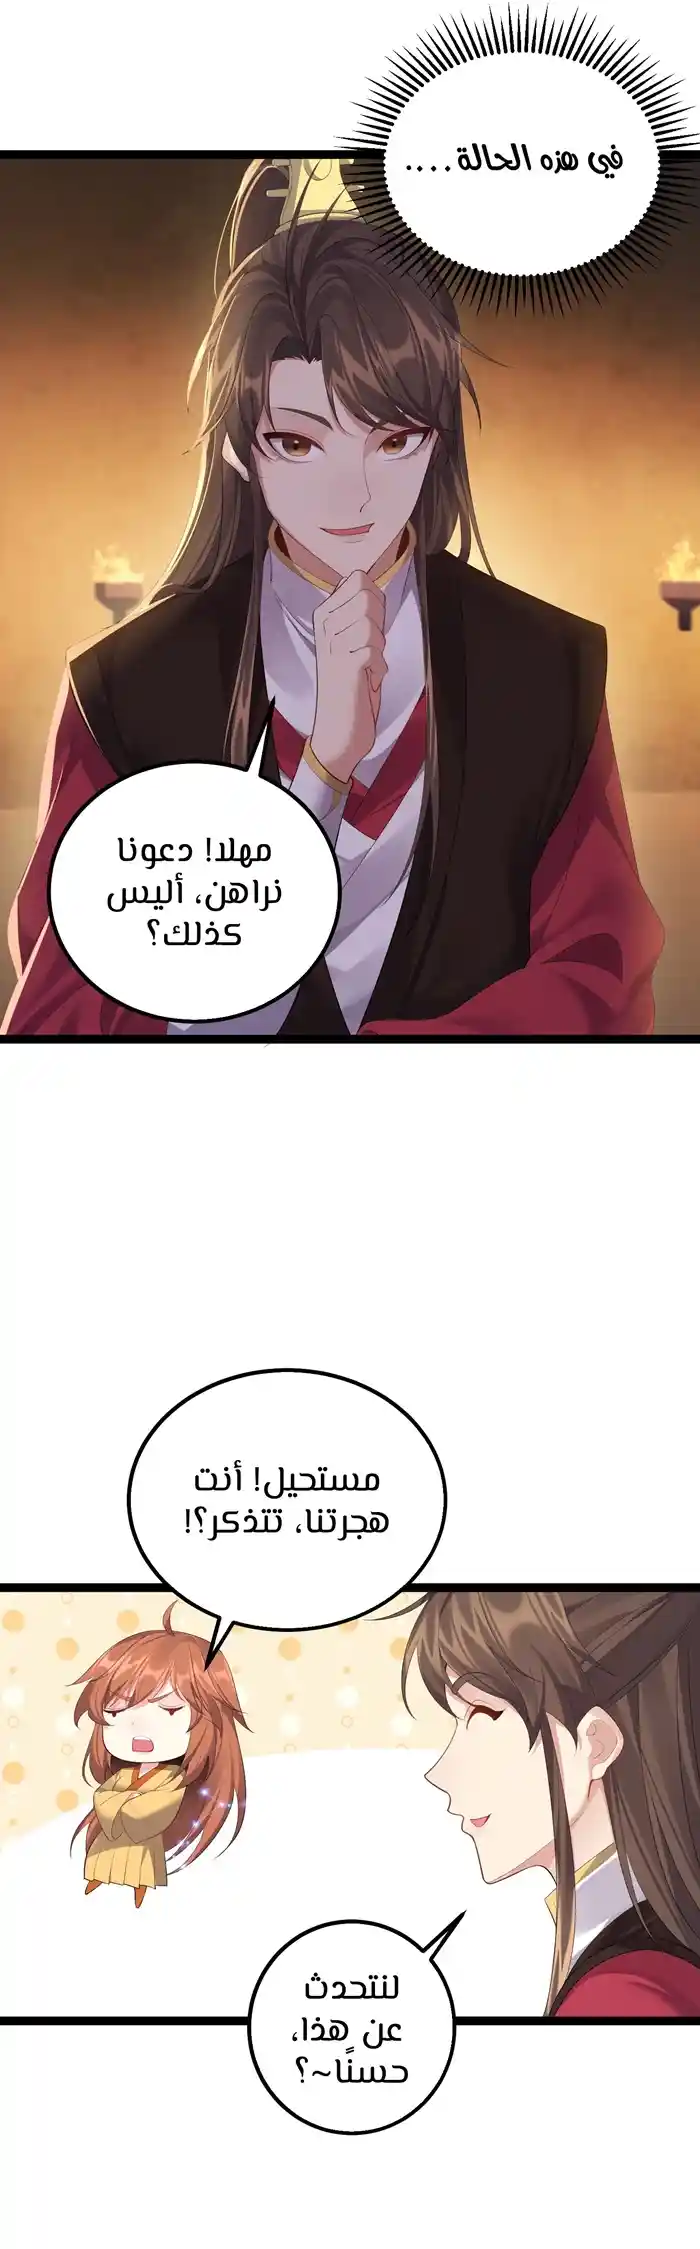 في هذه الحالة....
مهلا! دعونا
نراهن، أليس
كذلك؟
مستحيل! أنت
هجرتنا، تتذكر؟!
لنتحدث
عن هذا،
حسنًا~؟